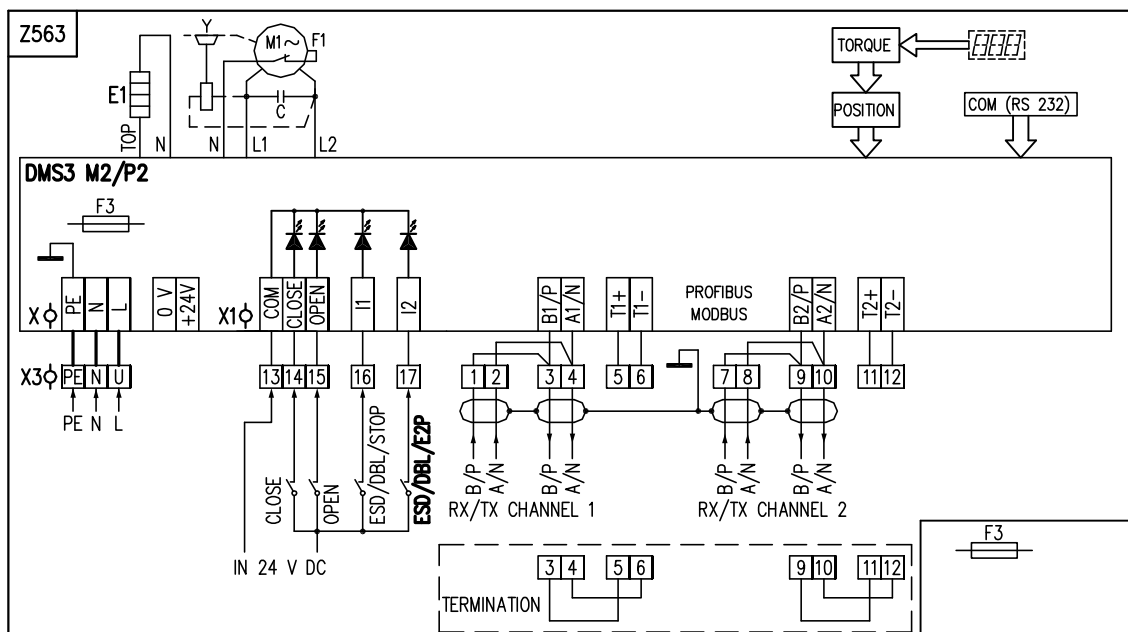 Z563
Y
M1~
F1
E1
C
TOP
N
N
L1
L2
TORQUE
POSITION
COM (RS 232)
DMS3 M2/P2
F3
X
PE
N
L
0 V
+24V
X1
COM
CLOSE
OPEN
I1
I2
B1/P
A1/N
T1+
T1-
PROFIBUS
MODBUS
B2/P
A2/N
T2+
T2-
X3
PE N U
13 14 15 16 17
1 2 3 4 5 6
7 8 9 10 11 12
PE N L
CLOSE
OPEN
ESD/DBL/STOP
ESD/DBL/E2P
B/P
A/N
B/P
A/N
B/P
A/N
B/P
A/N
RX/TX CHANNEL 1
RX/TX CHANNEL 2
IN 24 V DC
TERMINATION
3 4 5 6
9 10 11 12
F3